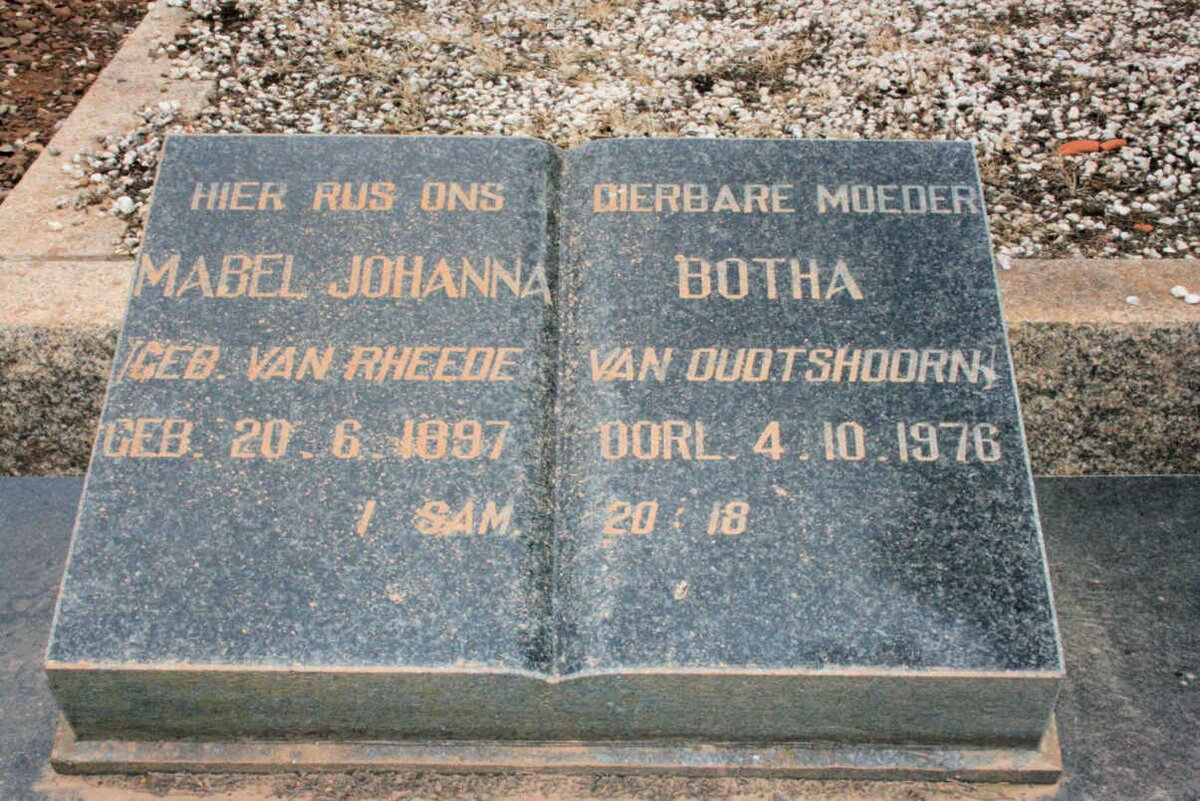 HIER RUS ONS DIERBARE MOEDER
MABEL JOHANNA BOTHA
(GEB. VAN RHEEDE VAN OUDTSHOORN)
GEB. 20.6.1897 OORL. 4.10.1976
1 SAM. 20:18